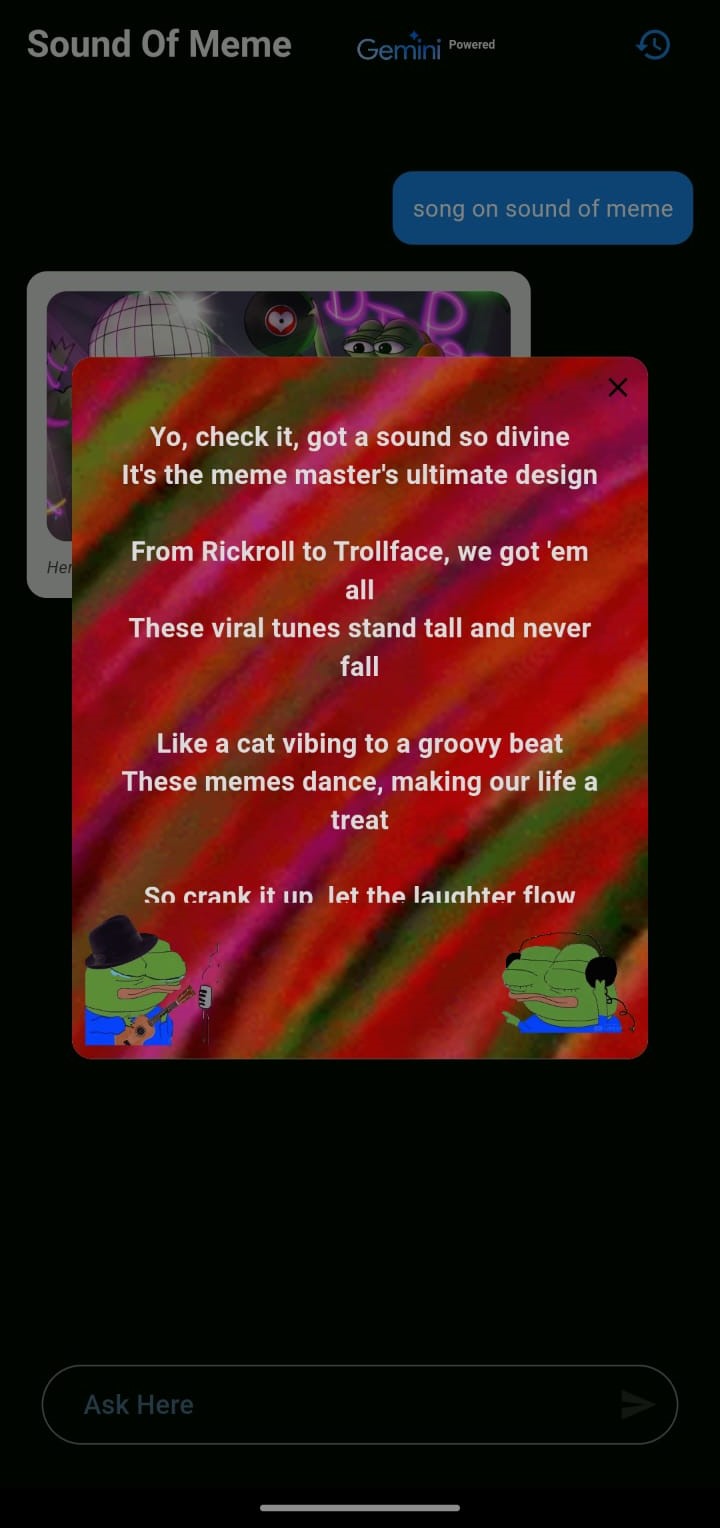 Sound Of Meme
Gemini Powered
song on sound of meme
Yo, check it, got a sound so divine
It's the meme master's ultimate design
From Rickroll to Trollface, we got 'em
all
These viral tunes stand tall and never
fall
Like a cat vibing to a groovy beat
These memes dance, making our life a
treat
So crank it up, let the laughter flow
Ask Here